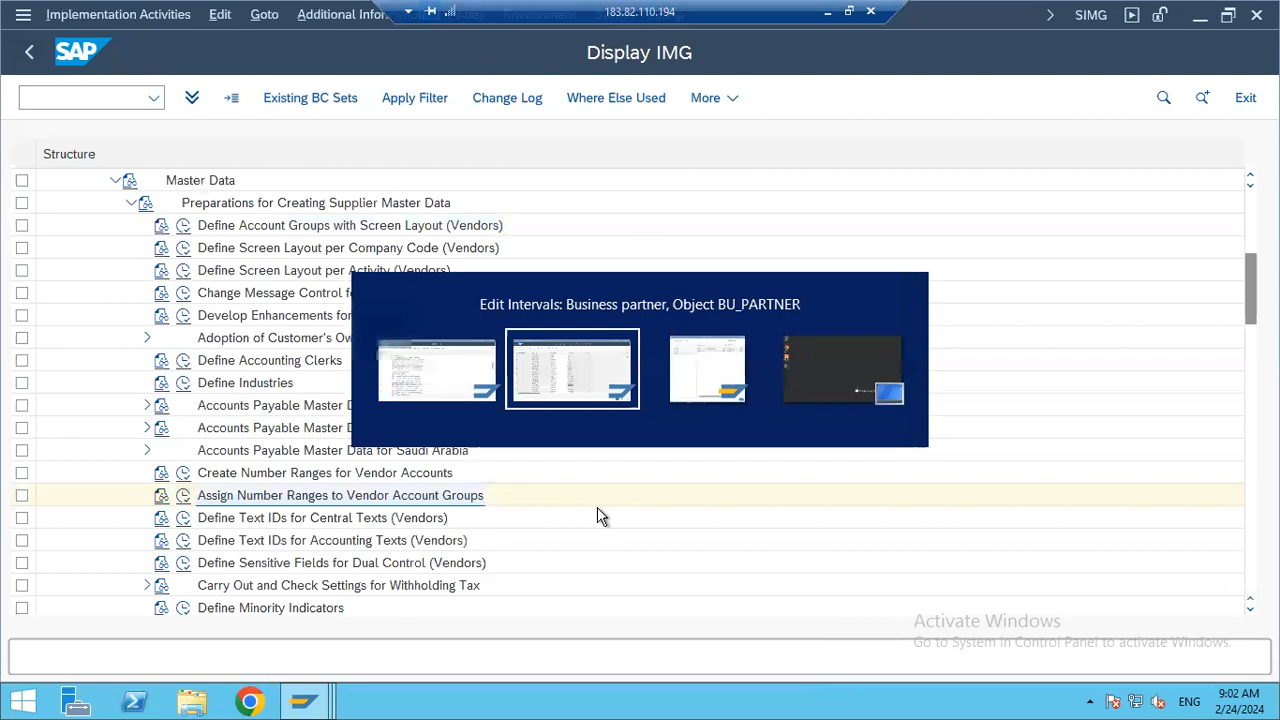 Implementation Activities Edit Goto Additional Infor 183.82.110.194 SIMG
SAP Display IMG
Existing BC Sets Apply Filter Change Log Where Else Used More Exit
Structure
Master Data
Preparations for Creating Supplier Master Data
Define Account Groups with Screen Layout (Vendors)
Define Screen Layout per Company Code (Vendors)
Define Screen Layout per Activity (Vendors)
Change Message Control fo
Edit Intervals: Business partner, Object BU_PARTNER
Develop Enhancements for
Adoption of Customer's Ow
Define Accounting Clerks
Define Industries
Accounts Payable Master D
Accounts Payable Master D
Accounts Payable Master Data for Saudi Arabia
Create Number Ranges for Vendor Accounts
Assign Number Ranges to Vendor Account Groups
Define Text IDs for Central Texts (Vendors)
Define Text IDs for Accounting Texts (Vendors)
Define Sensitive Fields for Dual Control (Vendors)
Carry Out and Check Settings for Withholding Tax
Define Minority Indicators
Activate Windows
Go to System in Control Panel to activate Windows.
ENG
9:02 AM
2/24/2024